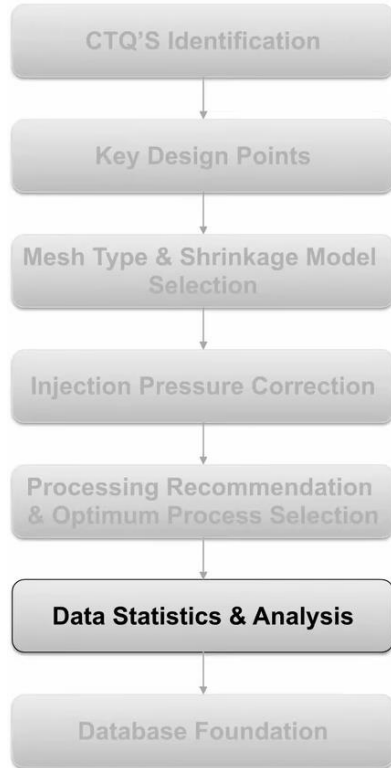 CTQ'S Identification
Key Design Points
Mesh Type & Shrinkage Model
Selection
Injection Pressure Correction
Processing Recommendation
& Optimum Process Selection
Data Statistics & Analysis
Database Foundation